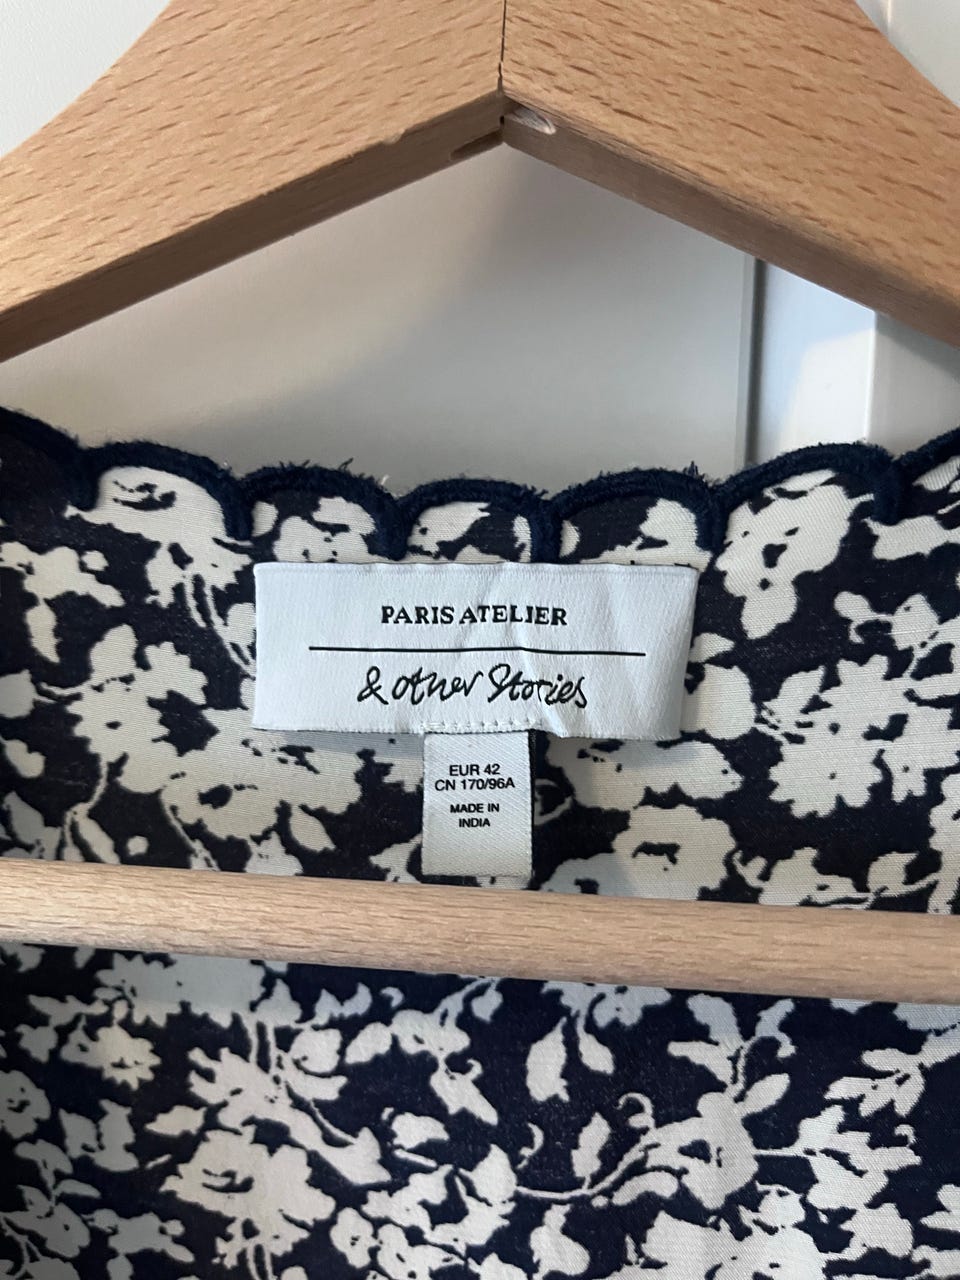 PARIS ATELIER
& other Stories
EUR 42
CN 170/96A
MADE IN
INDIA